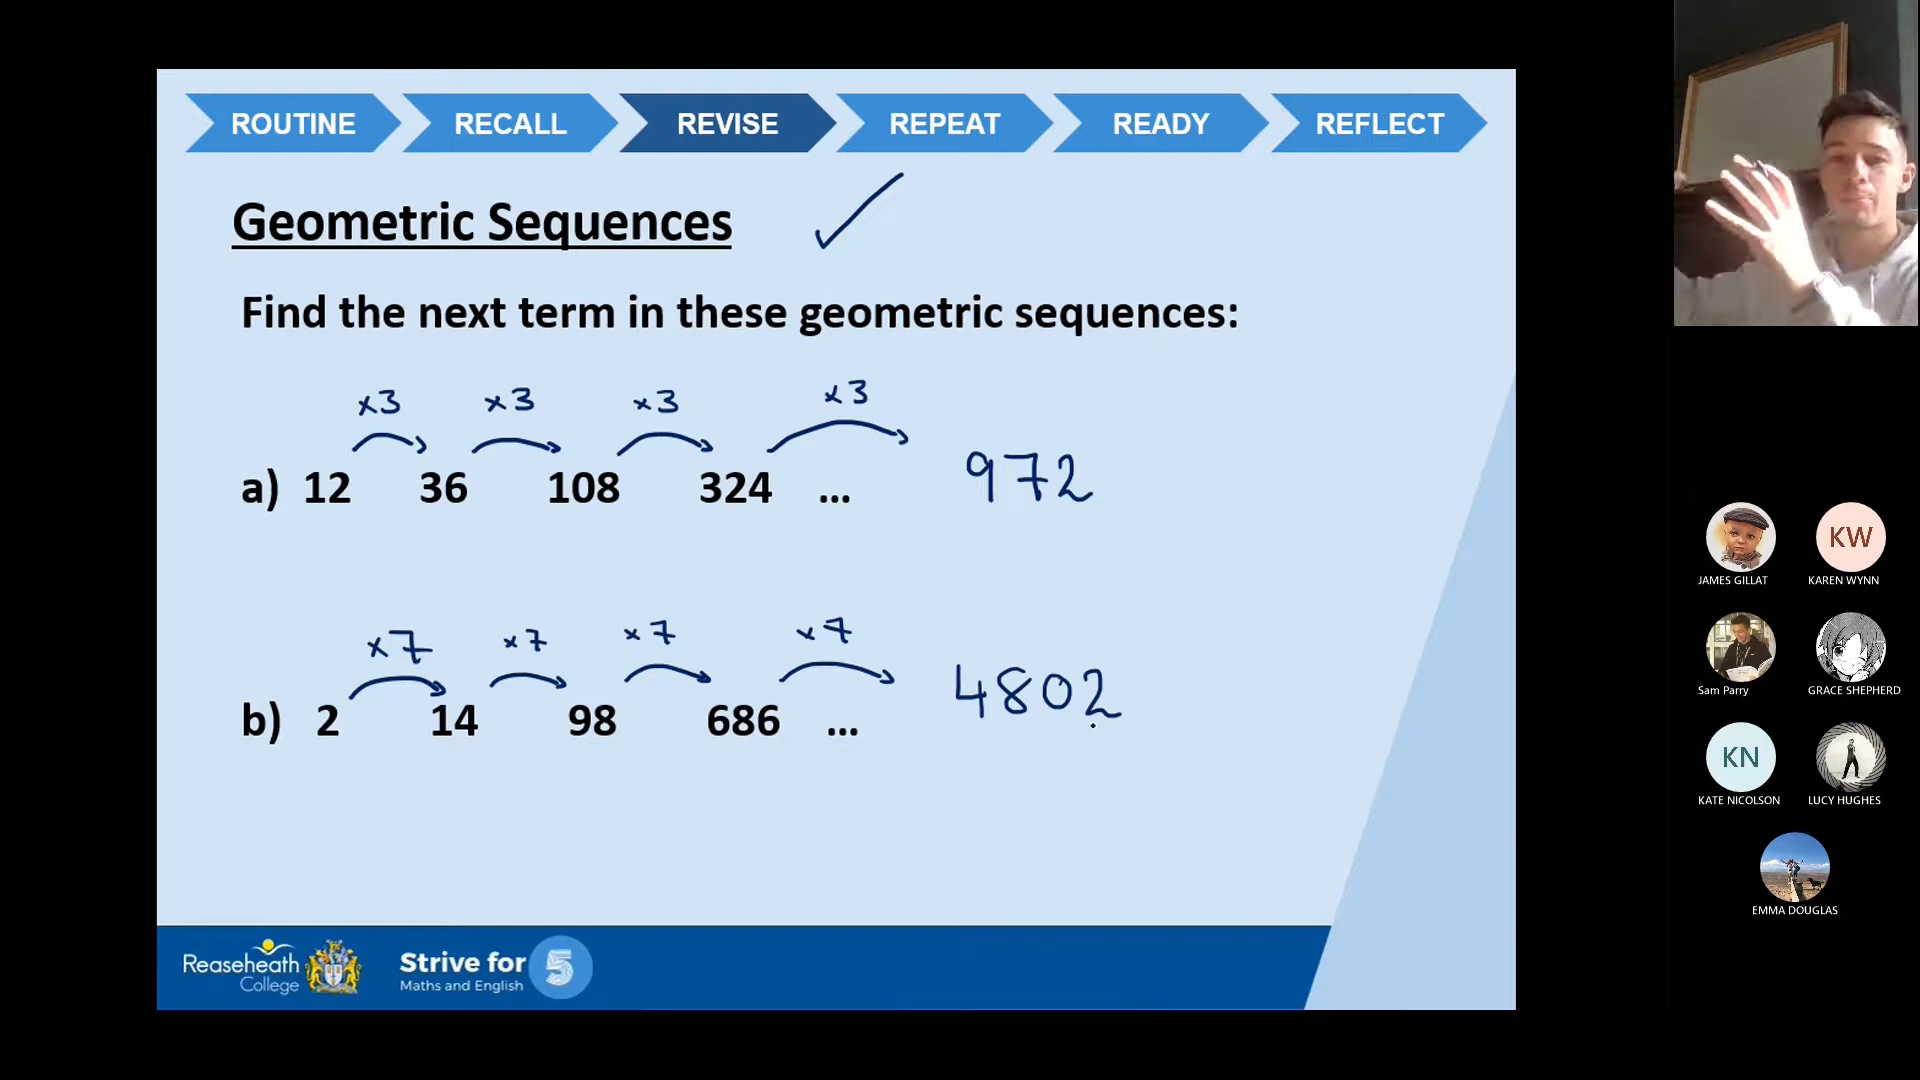 ROUTINE RECALL REVISE REPEAT READY REFLECT
Geometric Sequences
Find the next term in these geometric sequences:
×3 ×3 ×3 ×3
a) 12 36 108 324 ... 972
×7 ×7 ×7 ×7
b) 2 14 98 686 ... 4802
Reaseheath
College
Strive for 5
Maths and English
KW
JAMES GILLAT
KAREN WYNN
Sam Parry
GRACE SHEPHERD
KN
KATE NICOLSON
LUCY HUGHES
EMMA DOUGLAS